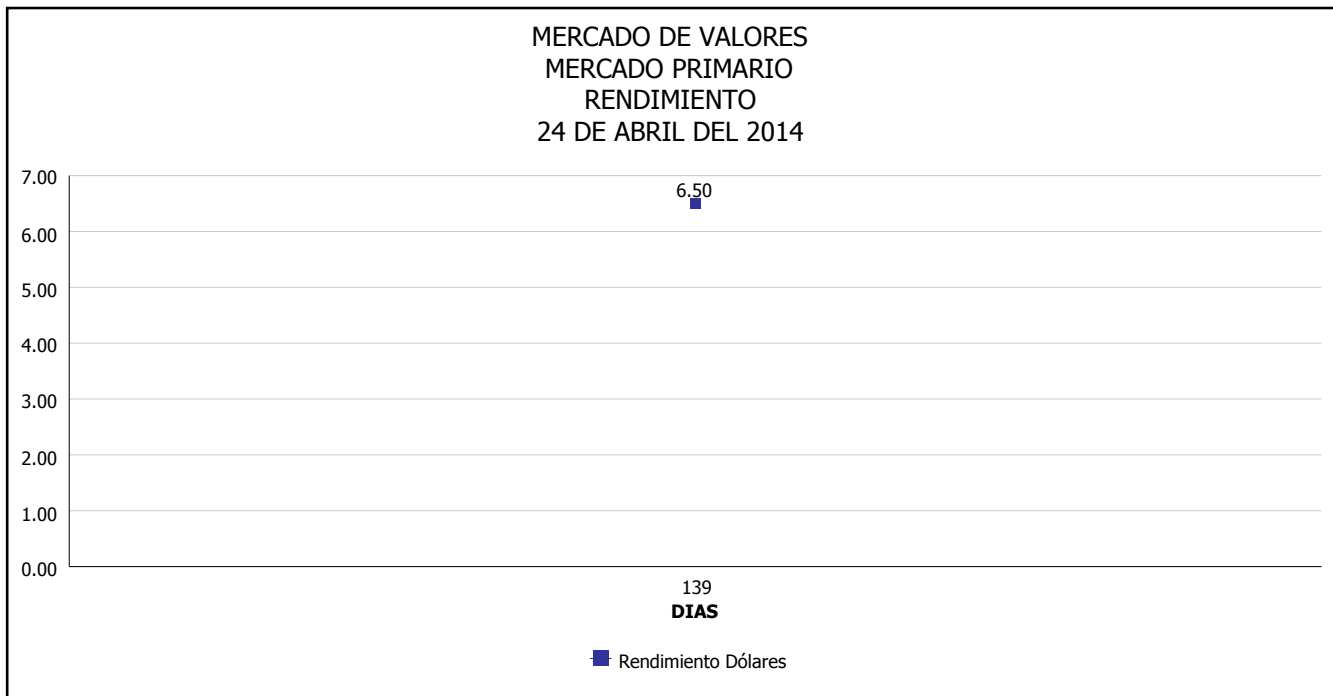 MERCADO DE VALORES
MERCADO PRIMARIO
RENDIMIENTO
24 DE ABRIL DEL 2014
7.00
6.50
6.00
5.00
4.00
3.00
2.00
1.00
0.00
139
DIAS
Rendimiento Dólares